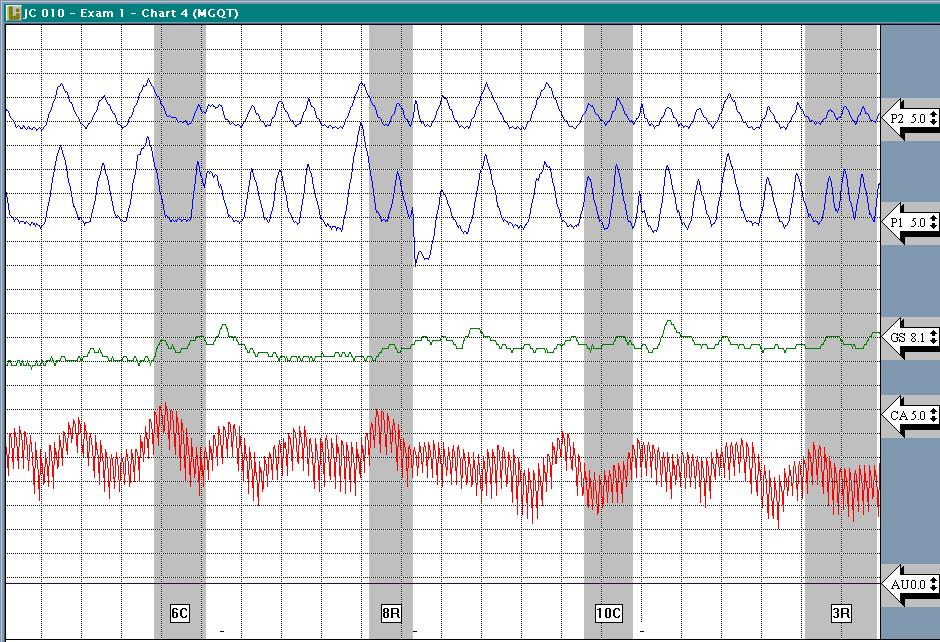 JC 010 - Exam 1 - Chart 4 (MGQT)
P2 5.0
P1 5.0
GS 8.1
CA 5.0
AU 0.0
6C 8R 10C 3R